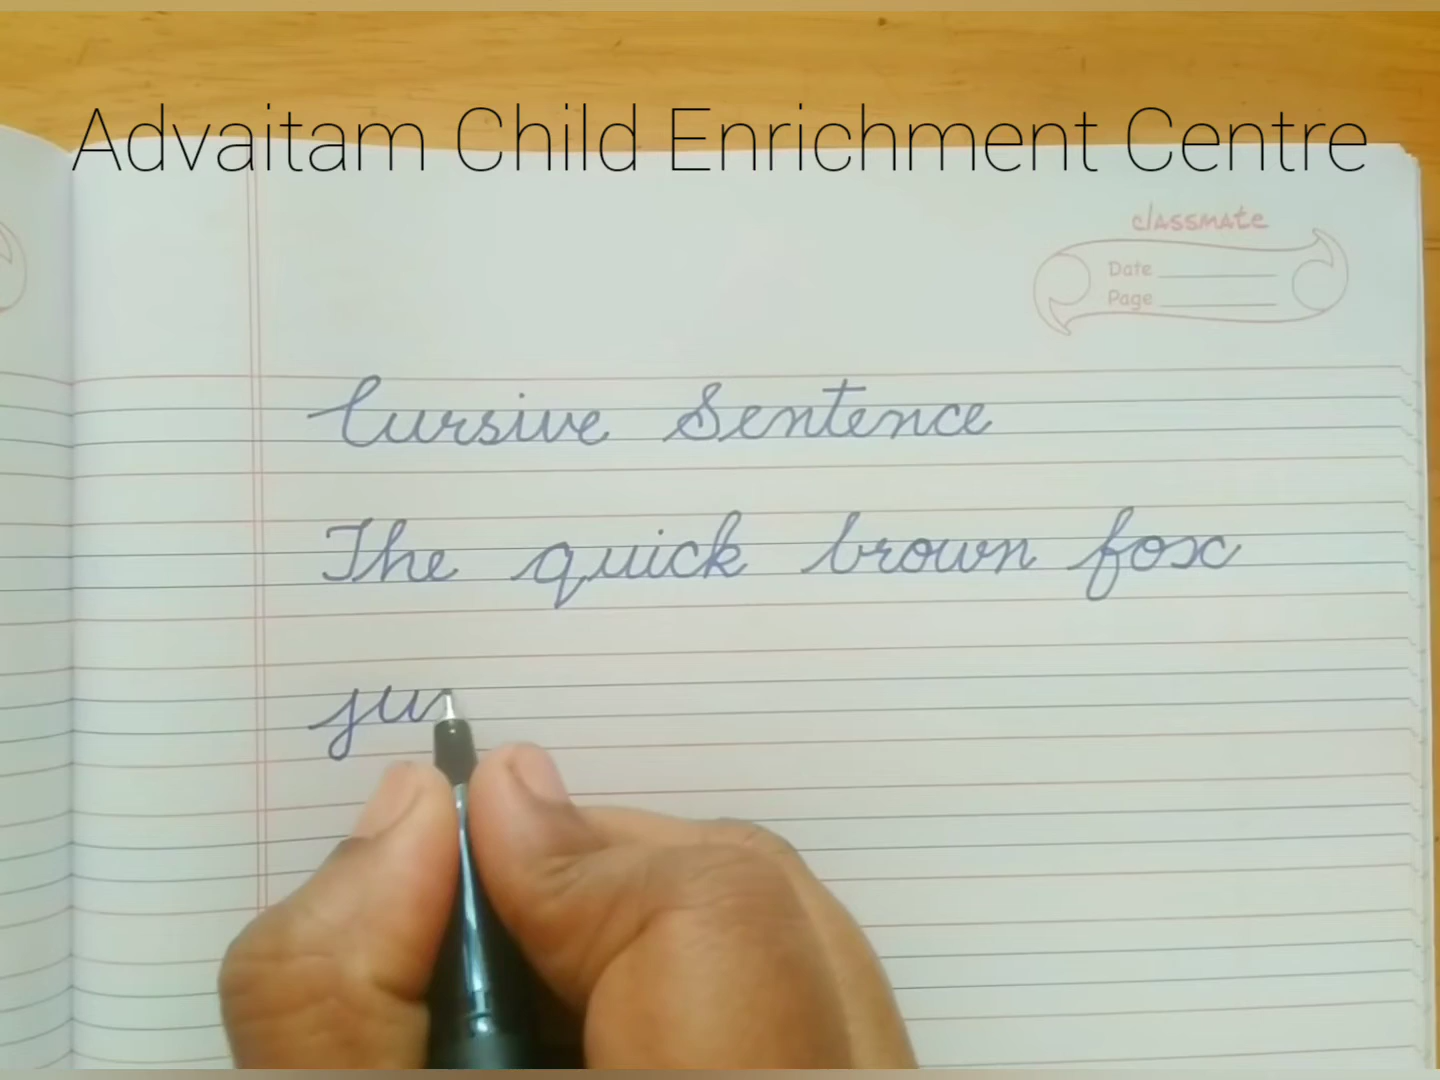 Advaitam Child Enrichment Centre
classmate
Date
Page
Cursive Sentence
The quick brown fox
ju